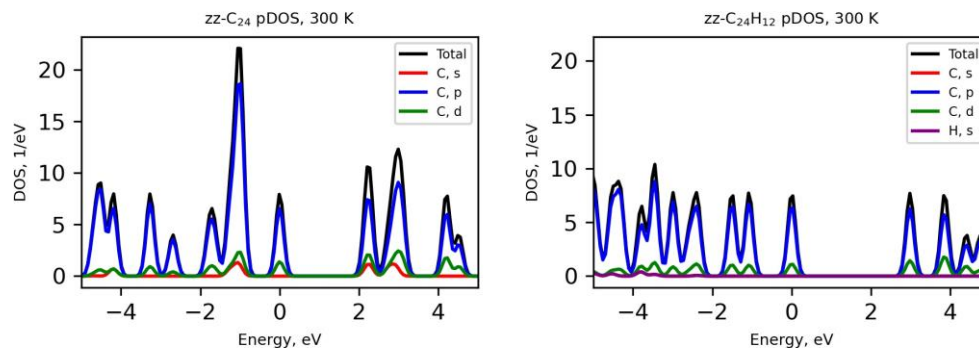 zz-C₂₄ pDOS, 300 K
DOS, 1/eV
20
15
10
5
0
Total
C, s
C, p
C, d
−4
−2
0
2
4
Energy, eV
zz-C₂₄H₁₂ pDOS, 300 K
DOS, 1/eV
20
15
10
5
0
Total
C, s
C, p
C, d
H, s
−4
−2
0
2
4
Energy, eV